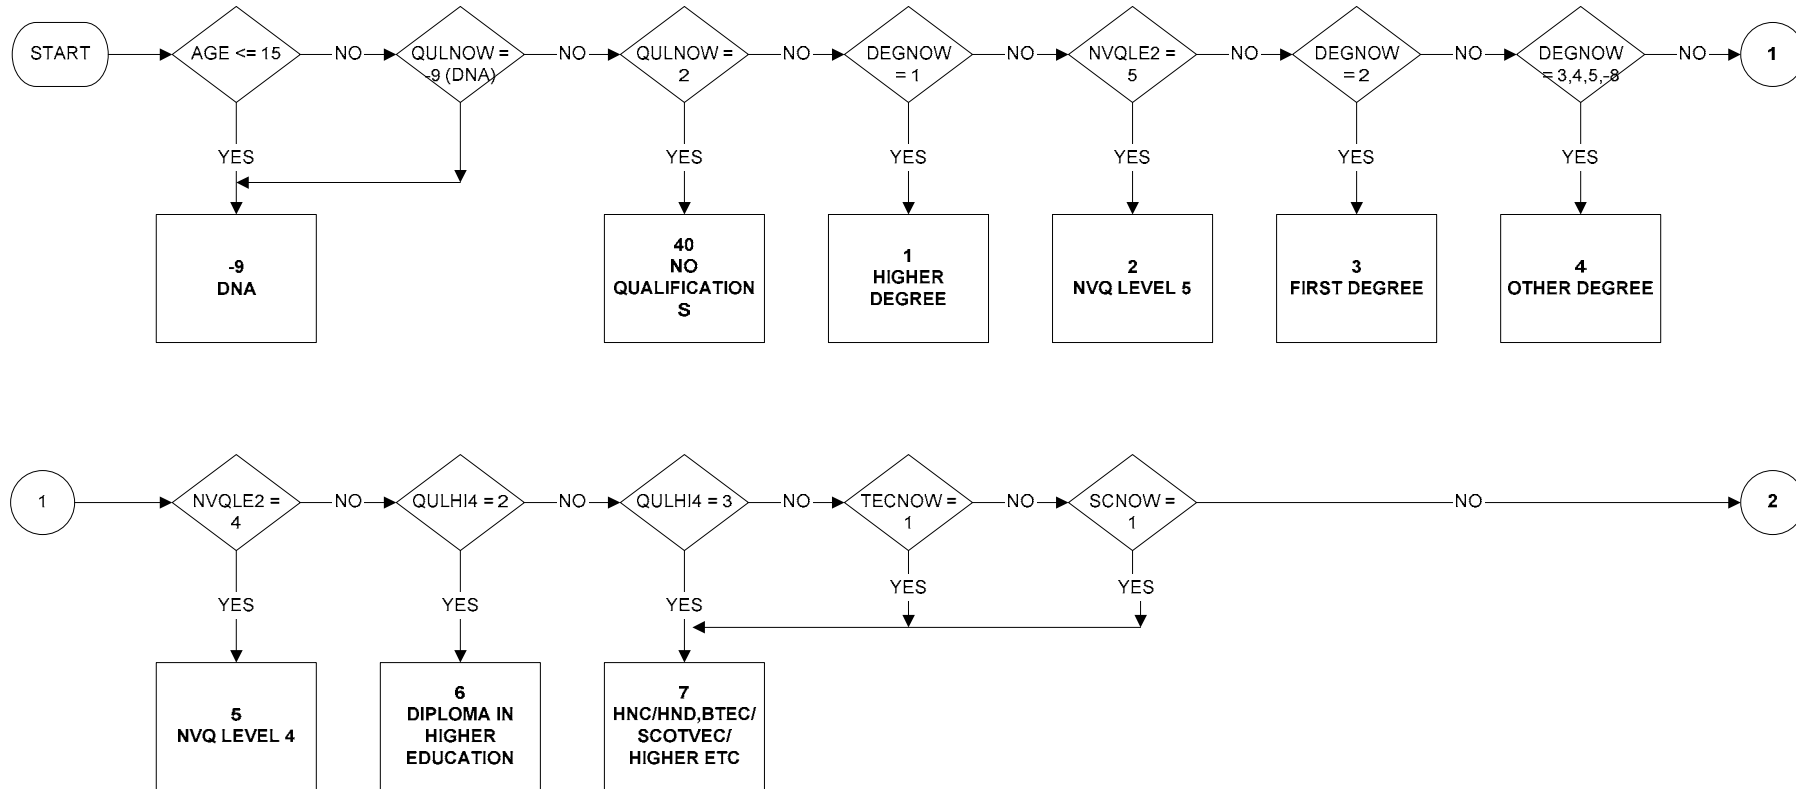 START
AGE <= 15
NO
QULNOW =
-9 (DNA)
NO
QULNOW =
2
NO
DEGNOW
= 1
NO
NVQLE2 =
5
NO
DEGNOW
= 2
NO
DEGNOW
= 3,4,5,-8
NO
1
YES
YES
YES
YES
YES
YES
-9
DNA
40
NO
QUALIFICATION
S
1
HIGHER
DEGREE
2
NVQ LEVEL 5
3
FIRST DEGREE
4
OTHER DEGREE
1
NVQLE2 =
4
NO
QULHI4 = 2
NO
QULHI4 = 3
NO
TECNOW =
1
NO
SCNOW =
1
NO
2
YES
YES
YES
YES
YES
5
NVQ LEVEL 4
6
DIPLOMA IN
HIGHER
EDUCATION
7
HNC/HND,BTEC/
SCOTVEC/
HIGHER ETC